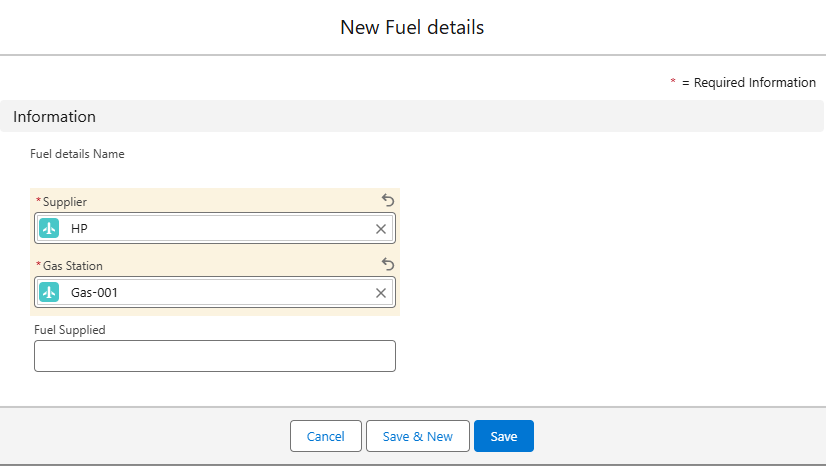 New Fuel details
* = Required Information
Information
Fuel details Name
*Supplier
HP
*Gas Station
Gas-001
Fuel Supplied
Cancel
Save & New
Save